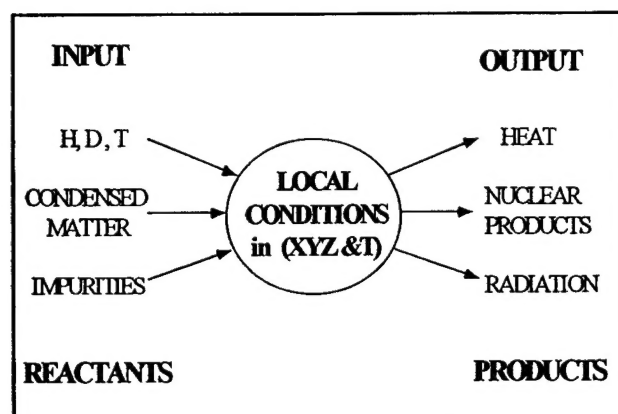 INPUT
OUTPUT
H, D, T
HEAT
CONDENSED
MATTER
IMPURITIES
LOCAL
CONDITIONS
in (XYZ &T)
NUCLEAR
PRODUCTS
RADIATION
REACTANTS
PRODUCTS